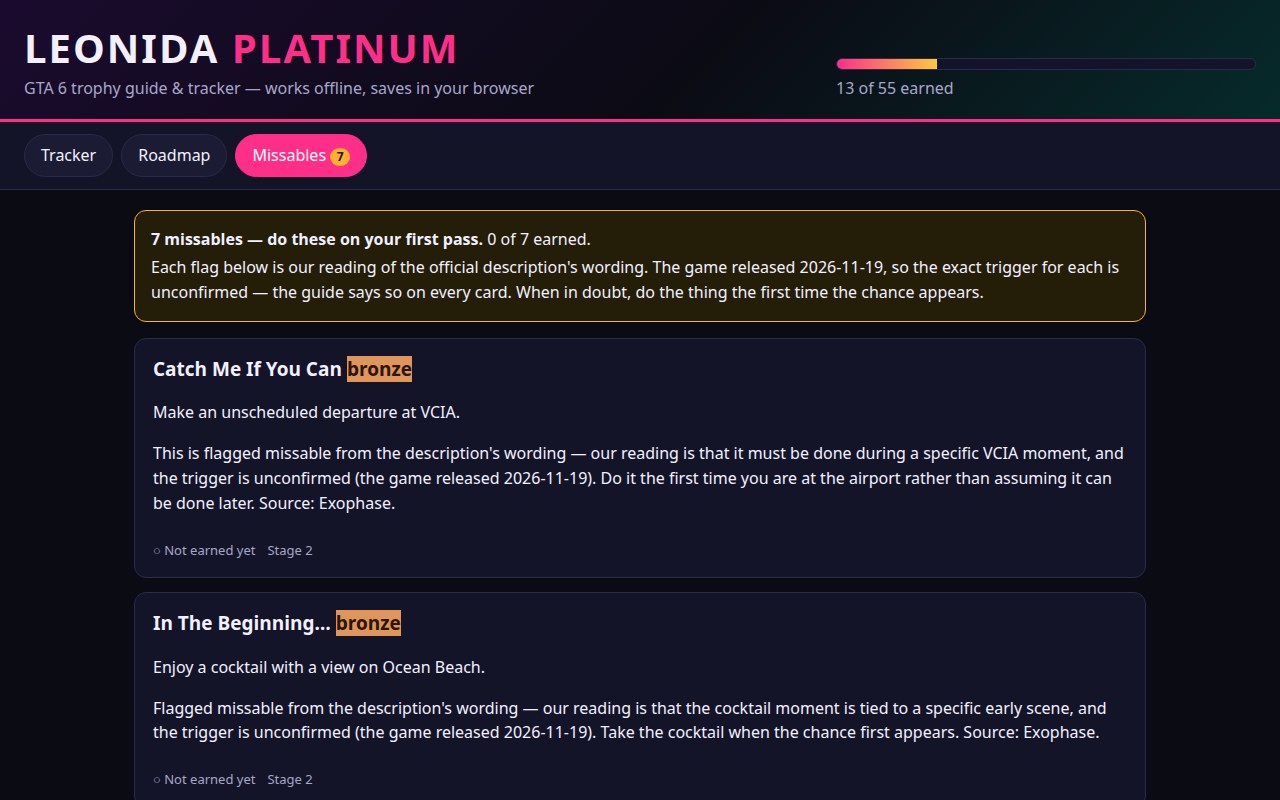 LEONIDA PLATINUM
GTA 6 trophy guide & tracker — works offline, saves in your browser
13 of 55 earned
Tracker
Roadmap
Missables 7
7 missables — do these on your first pass. 0 of 7 earned.
Each flag below is our reading of the official description's wording. The game released 2026-11-19, so the exact trigger for each is
unconfirmed — the guide says so on every card. When in doubt, do the thing the first time the chance appears.
Catch Me If You Can bronze
Make an unscheduled departure at VCIA.
This is flagged missable from the description's wording — our reading is that it must be done during a specific VCIA moment, and
the trigger is unconfirmed (the game released 2026-11-19). Do it the first time you are at the airport rather than assuming it can
be done later. Source: Exophase.
○ Not earned yet Stage 2
In The Beginning... bronze
Enjoy a cocktail with a view on Ocean Beach.
Flagged missable from the description's wording — our reading is that the cocktail moment is tied to a specific early scene, and
the trigger is unconfirmed (the game released 2026-11-19). Take the cocktail when the chance first appears. Source: Exophase.
○ Not earned yet Stage 2